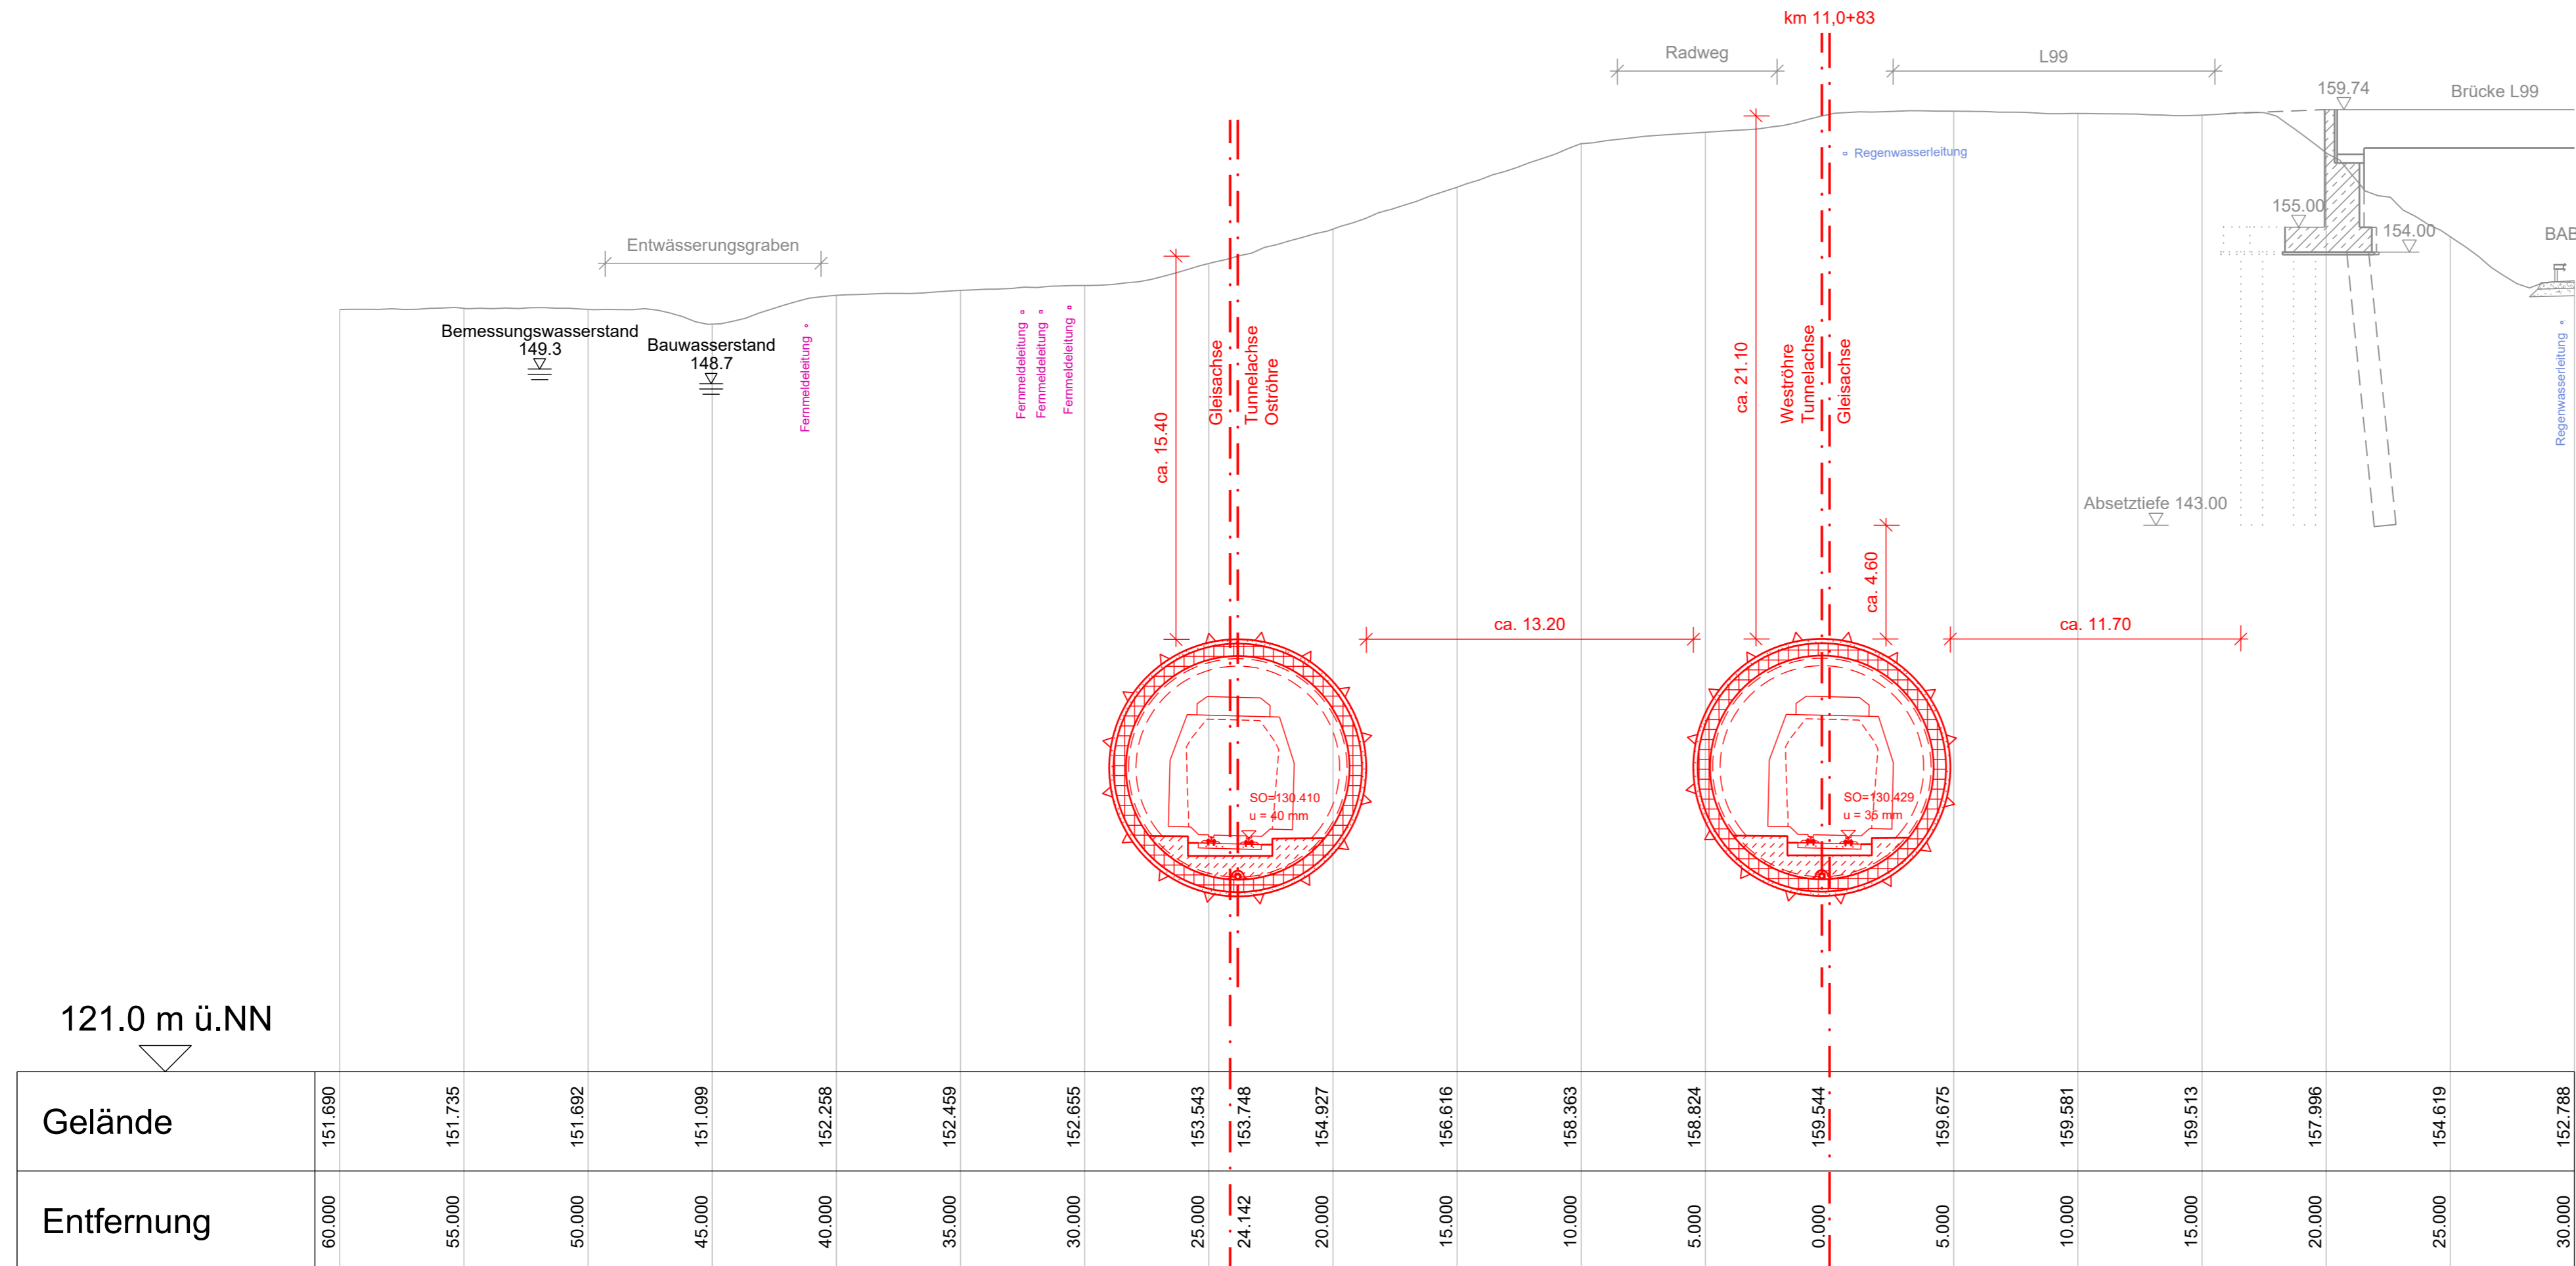 km 11,0+83
Radweg
L99
159.74
Brücke L99
Regenwasserleitung
155.00
154.00
BAB
Entwässerungsgraben
Bemessungswasserstand
149.3
Bauwasserstand
148.7
Fernmeldeleitung
Fernmeldeleitung
Fernmeldeleitung
Fernmeldeleitung
ca. 15.40
Gleisachse
Tunnelachse
Oströhre
ca. 21.10
Weströhre
Tunnelachse
Gleisachse
Regenwasserleitung
Absetztiefe 143.00
ca. 4.60
ca. 13.20
ca. 11.70
SO=130.410
u = 40 mm
SO=130.429
u = 35 mm
121.0 m ü.NN
Gelände
151.690
151.735
151.692
151.099
152.258
152.459
152.655
153.543
153.748
154.927
156.616
158.363
158.824
159.544
159.675
159.581
159.513
157.996
154.619
152.788
Entfernung
60.000
55.000
50.000
45.000
40.000
35.000
30.000
25.000
24.142
20.000
15.000
10.000
5.000
0.000
5.000
10.000
15.000
20.000
25.000
30.000